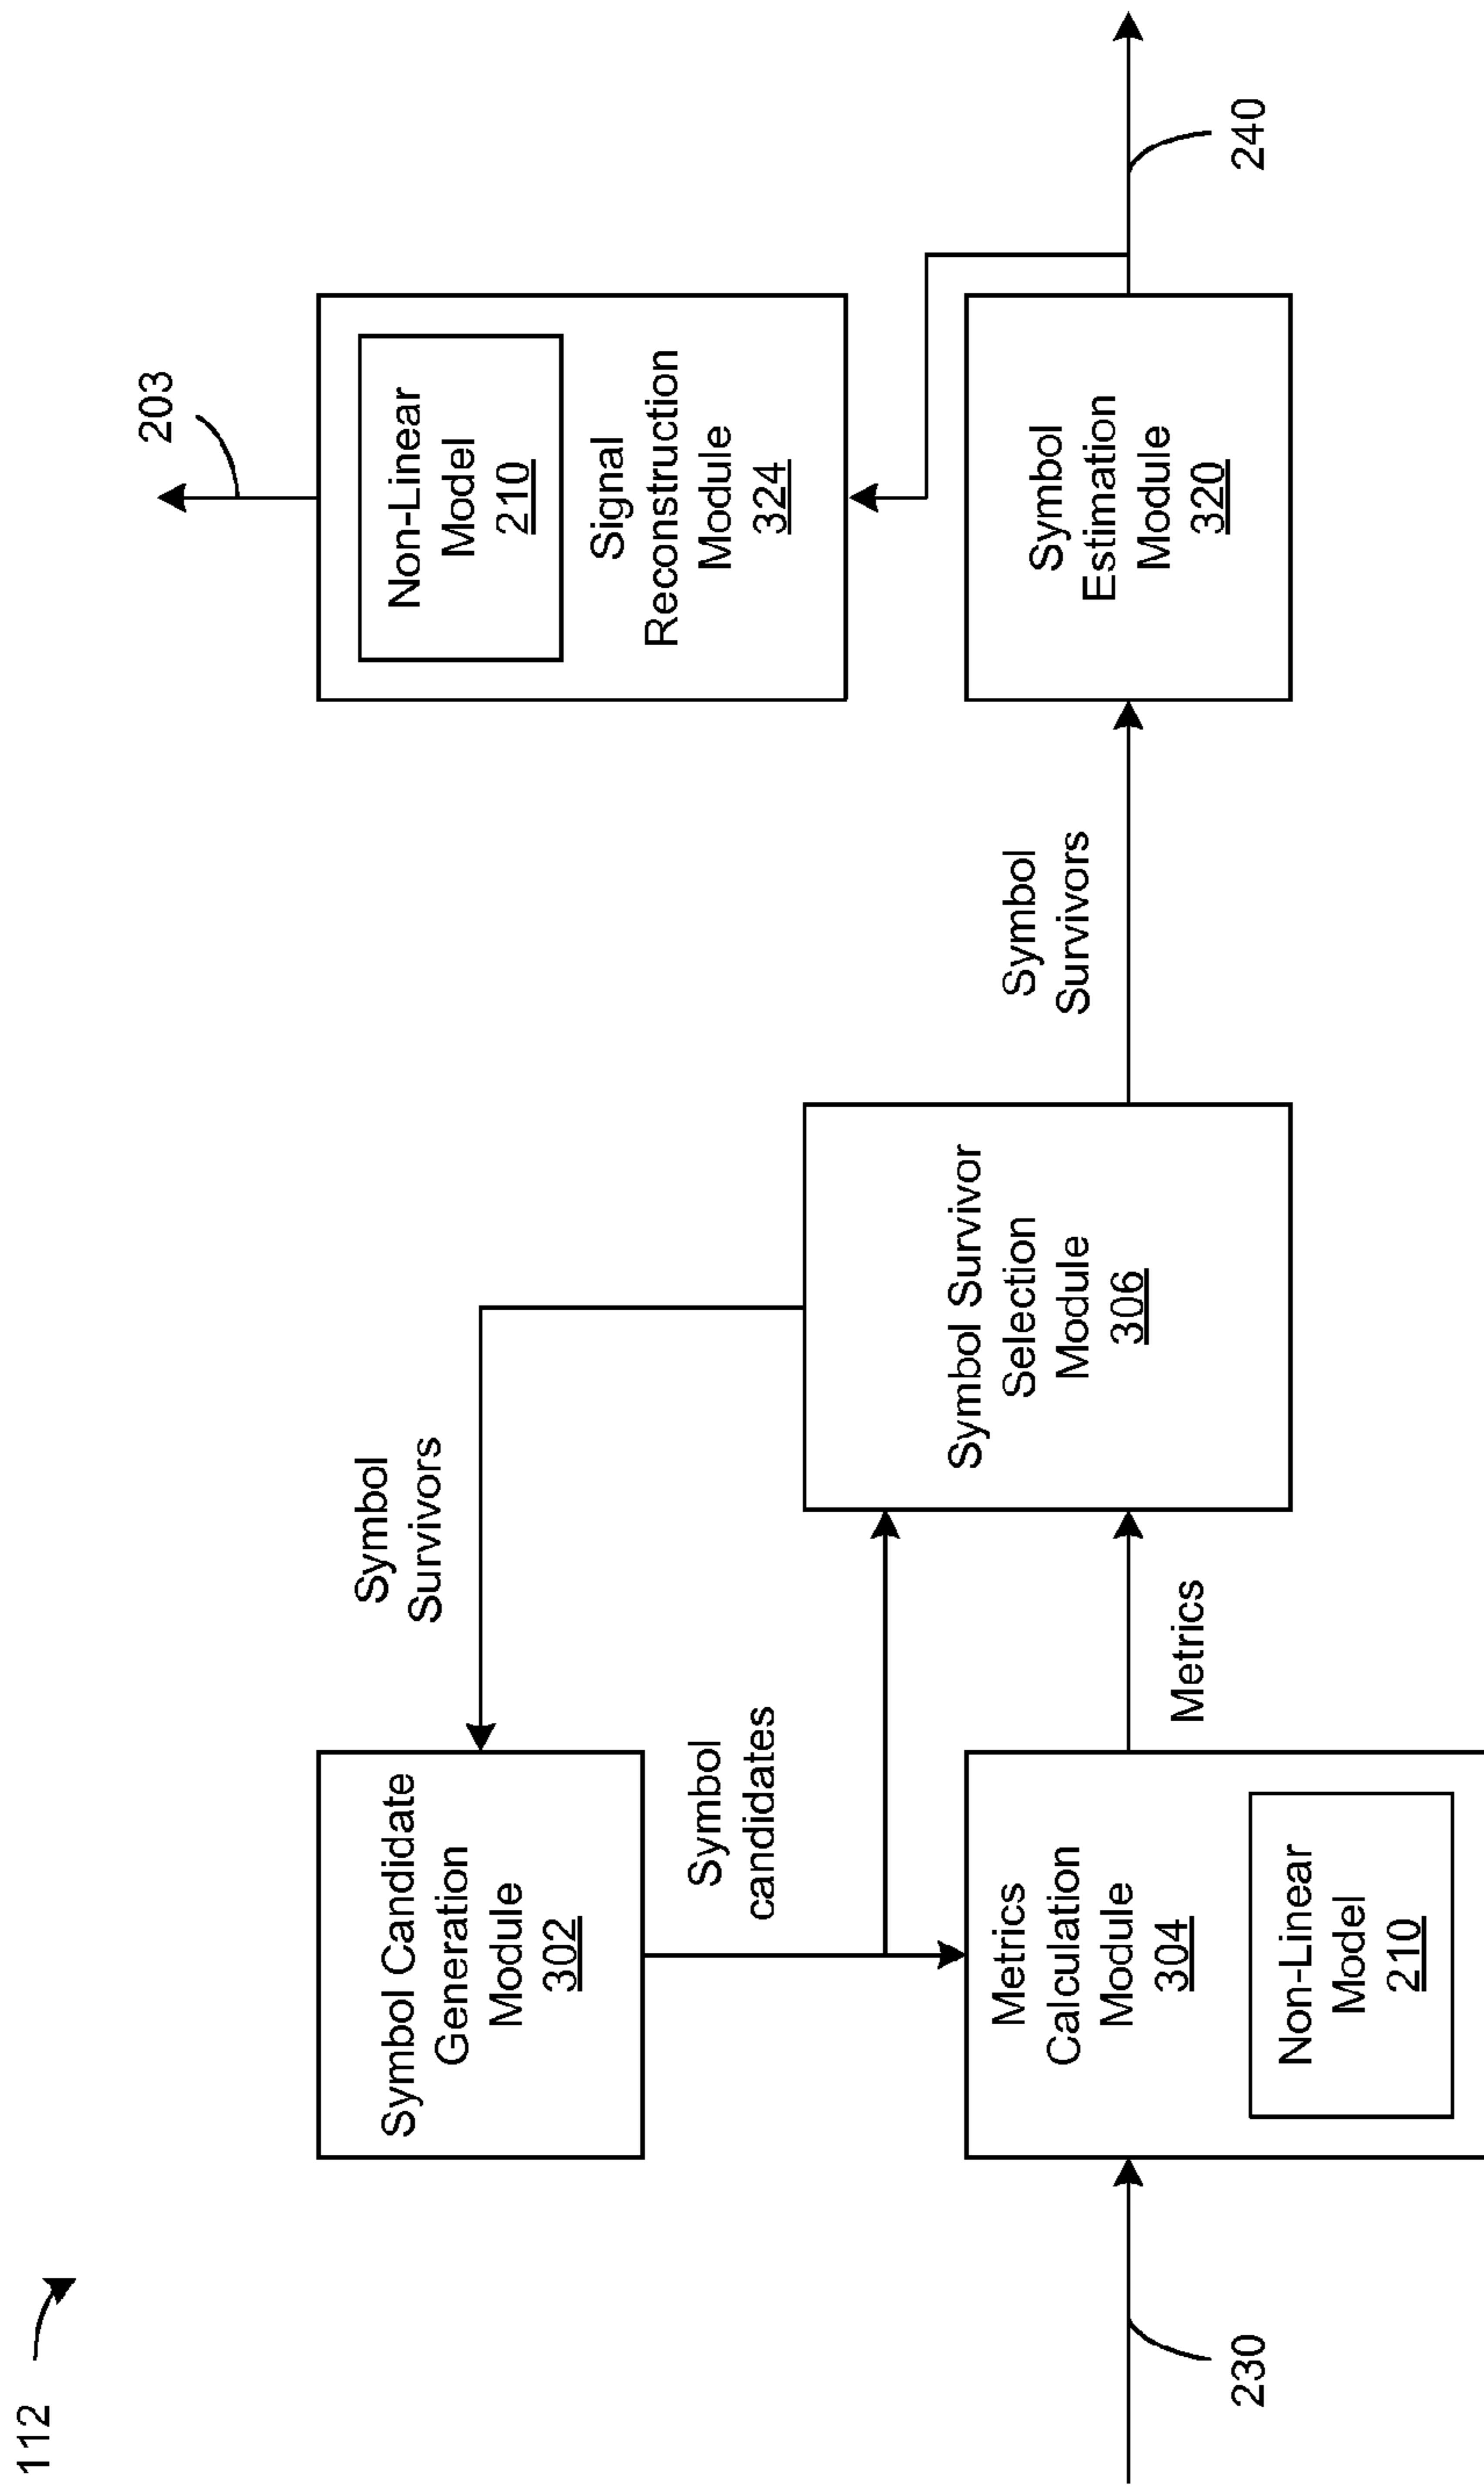 112
203
Non-Linear
Model
210
Signal
Reconstruction
Module
324
Symbol Candidate
Generation
Module
302
Symbol
Survivors
Symbol
candidates
Symbol Survivor
Selection
Module
306
Symbol
Survivors
Symbol
Estimation
Module
320
Metrics
Calculation
Module
304
Non-Linear
Model
210
Metrics
230
240